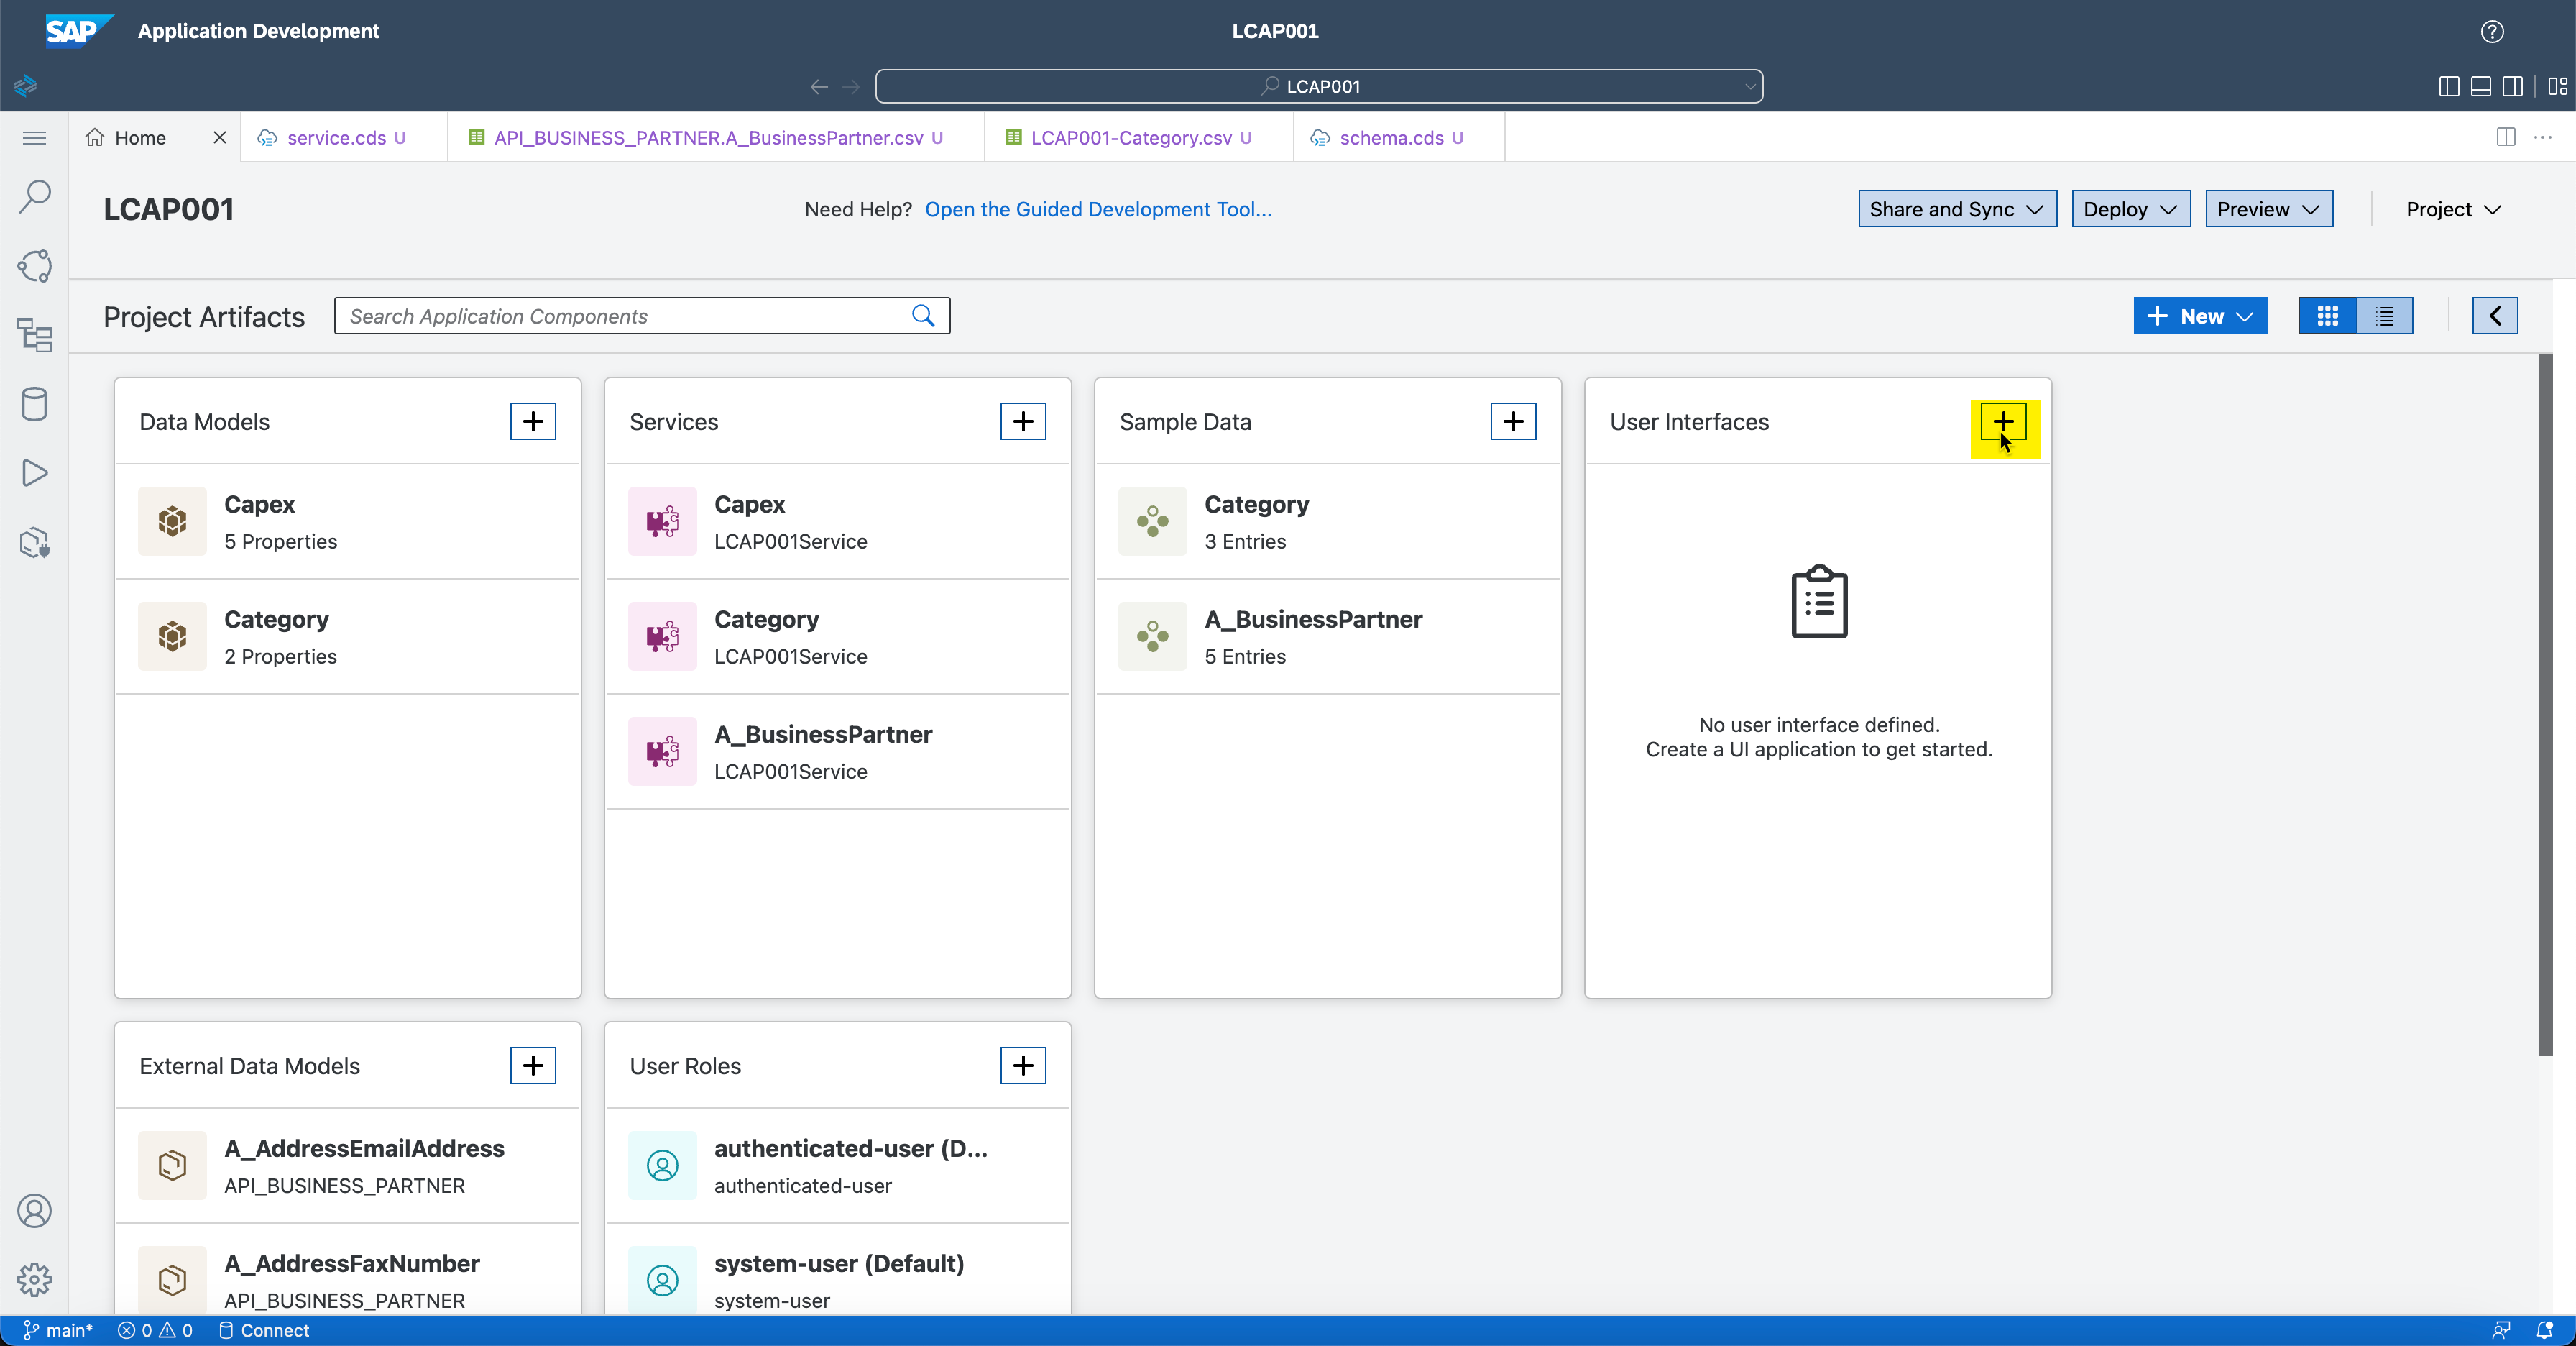 SAP Application Development
LCAP001
LCAP001
Home
service.cds U
API_BUSINESS_PARTNER.A_BusinessPartner.csv U
LCAP001-Category.csv U
schema.cds U
LCAP001
Need Help? Open the Guided Development Tool...
Share and Sync
Deploy
Preview
Project
Project Artifacts
Search Application Components
New
Data Models
Capex
5 Properties
Category
2 Properties
Services
Capex
LCAP001Service
Category
LCAP001Service
A_BusinessPartner
LCAP001Service
Sample Data
Category
3 Entries
A_BusinessPartner
5 Entries
User Interfaces
No user interface defined.
Create a UI application to get started.
External Data Models
A_AddressEmailAddress
API_BUSINESS_PARTNER
A_AddressFaxNumber
API_BUSINESS_PARTNER
User Roles
authenticated-user (D...
authenticated-user
system-user (Default)
system-user
main* 0 0 Connect